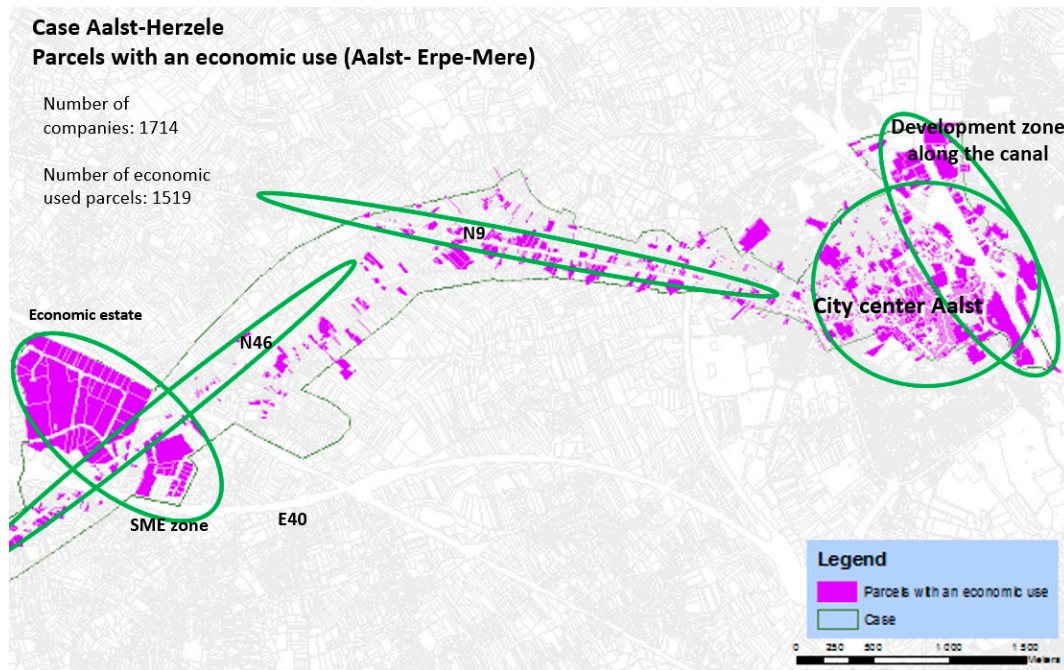 Case Aalst-Herzele
Parcels with an economic use (Aalst- Erpe-Mere)
Number of
companies: 1714
Number of economic
used parcels: 1519
Development zone
along the canal
N9
City center Aalst
Economic estate
N46
SME zone
E40
Legend
Parcels with an economic use
Case
0 250 500 1 000 1 500
Meters